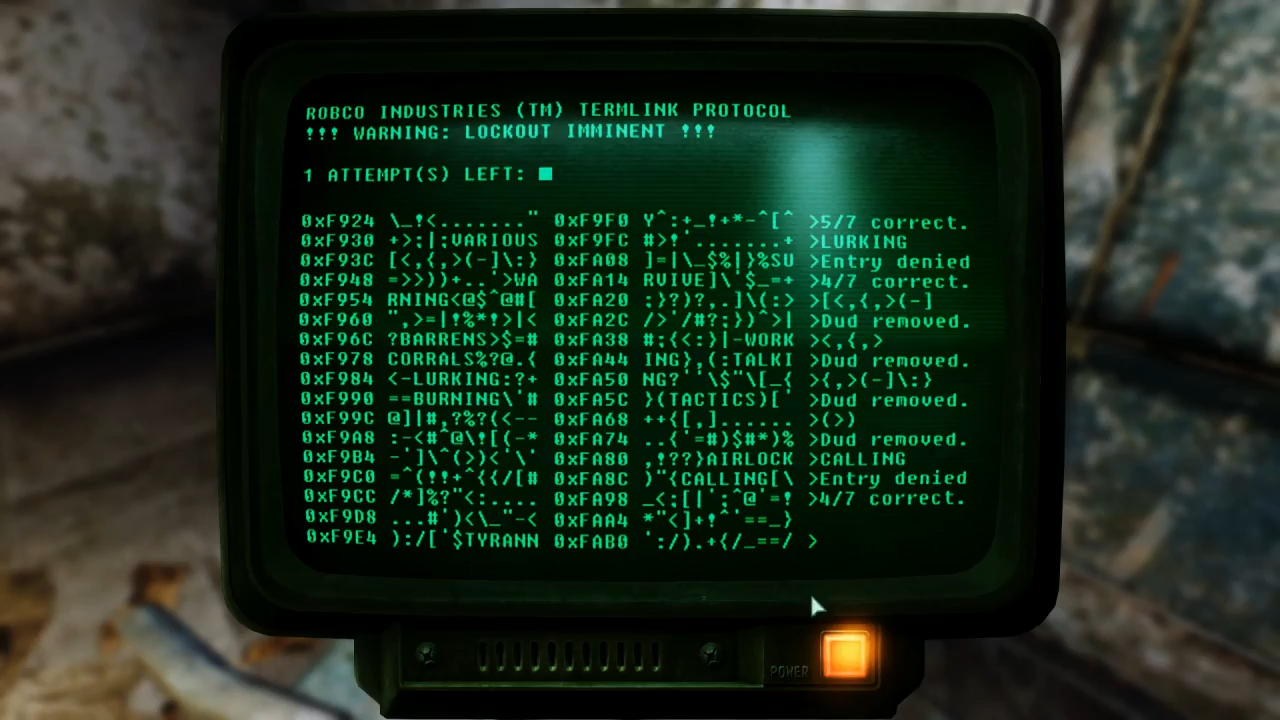 ROBCO INDUSTRIES (TM) TERMLINK PROTOCOL
!!! WARNING: LOCKOUT IMMINENT !!!
1 ATTEMPT(S) LEFT:
0xF924 \_!<......." 0xF9F0 Y^:+_!+*-^[^ >5/7 correct.
0xF930 +>;|:VARIOUS 0xF9FC #>!'.......+ >LURKING
0xF93C [<,{,>(-]\:} 0xFA08 ]=|\_$%|}%SU >Entry denied
0xF948 =>>))+..'>WA 0xFA14 RVIVE]\'$_=+ >4/7 correct.
0xF954 RNING<@$^@#[ 0xFA20 :}?)?,.]\(:> >[<,{,>(-]
0xF960 ",>=|!%*!>|< 0xFA2C />'/#?;})^>| >Dud removed.
0xF96C ?BARRENS>$=# 0xFA38 #;{<:}|-WORK ><,{,>
0xF978 CORRALS%?@.{ 0xFA44 ING},(:TALKI >Dud removed.
0xF984 <-LURKING:?+ 0xFA50 NG?''\$"\[_{ >{,>(-]\:}
0xF990 ==BURNING\'# 0xFA5C }(TACTICS)[' >Dud removed.
0xF99C @]|#,?%?(<-- 0xFA68 ++{[,]...... >(>)
0xF9A8 :-<#^@\![(-* 0xFA74 ..{'=#)$#*)% >Dud removed.
0xF9B4 -']\^(>)<'\' 0xFA80 ,!??}AIRLOCK >CALLING
0xF9C0 =^(!!+^{{/[# 0xFA8C )"{CALLING[\ >Entry denied
0xF9CC /*]%?"<:.... 0xFA98 _<:[|';^@'=! >4/7 correct.
0xF9D8 ...#')<\_"-< 0xFAA4 *"<]+!^'==_}
0xF9E4 ):/['$TYRANN 0xFAB0 ':/).+{/_==/ >
POWER